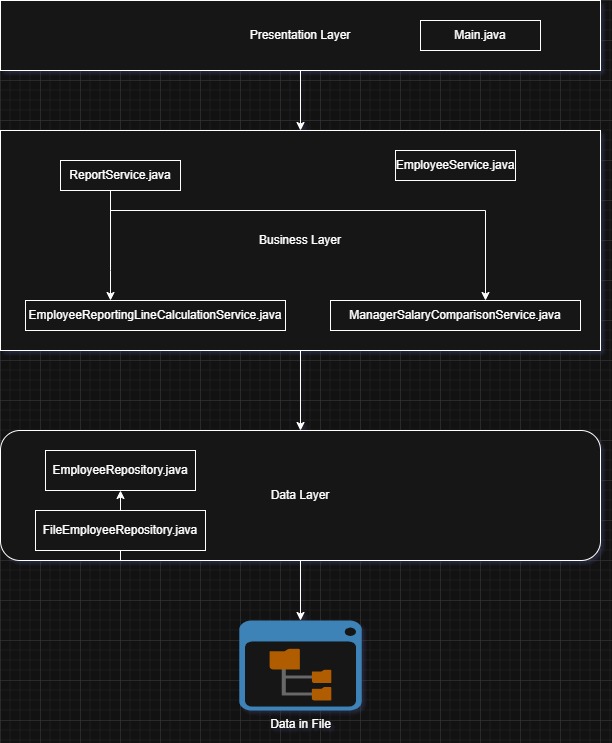 Presentation Layer
Main.java
ReportService.java
EmployeeService.java
Business Layer
EmployeeReportingLineCalculationService.java
ManagerSalaryComparisonService.java
EmployeeRepository.java
Data Layer
FileEmployeeRepository.java
Data in File